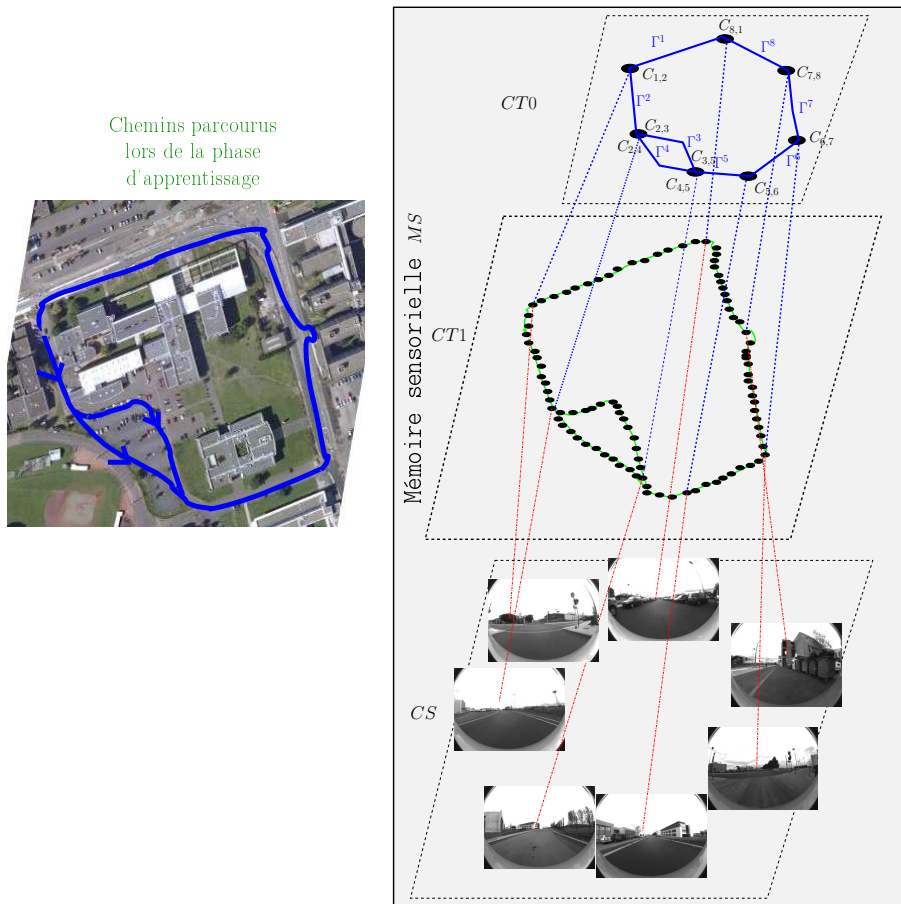 Chemins parcourus
lors de la phase
d'apprentissage
Mémoire sensorielle MS
CT0
C8,1
Γ1
Γ8
C1,2
C7,8
Γ2
Γ7
C2,3
C2,4
Γ3
Γ4
C3,5
Γ5
C4,5
C5,6
Γ6
C6,7
CT1
CS